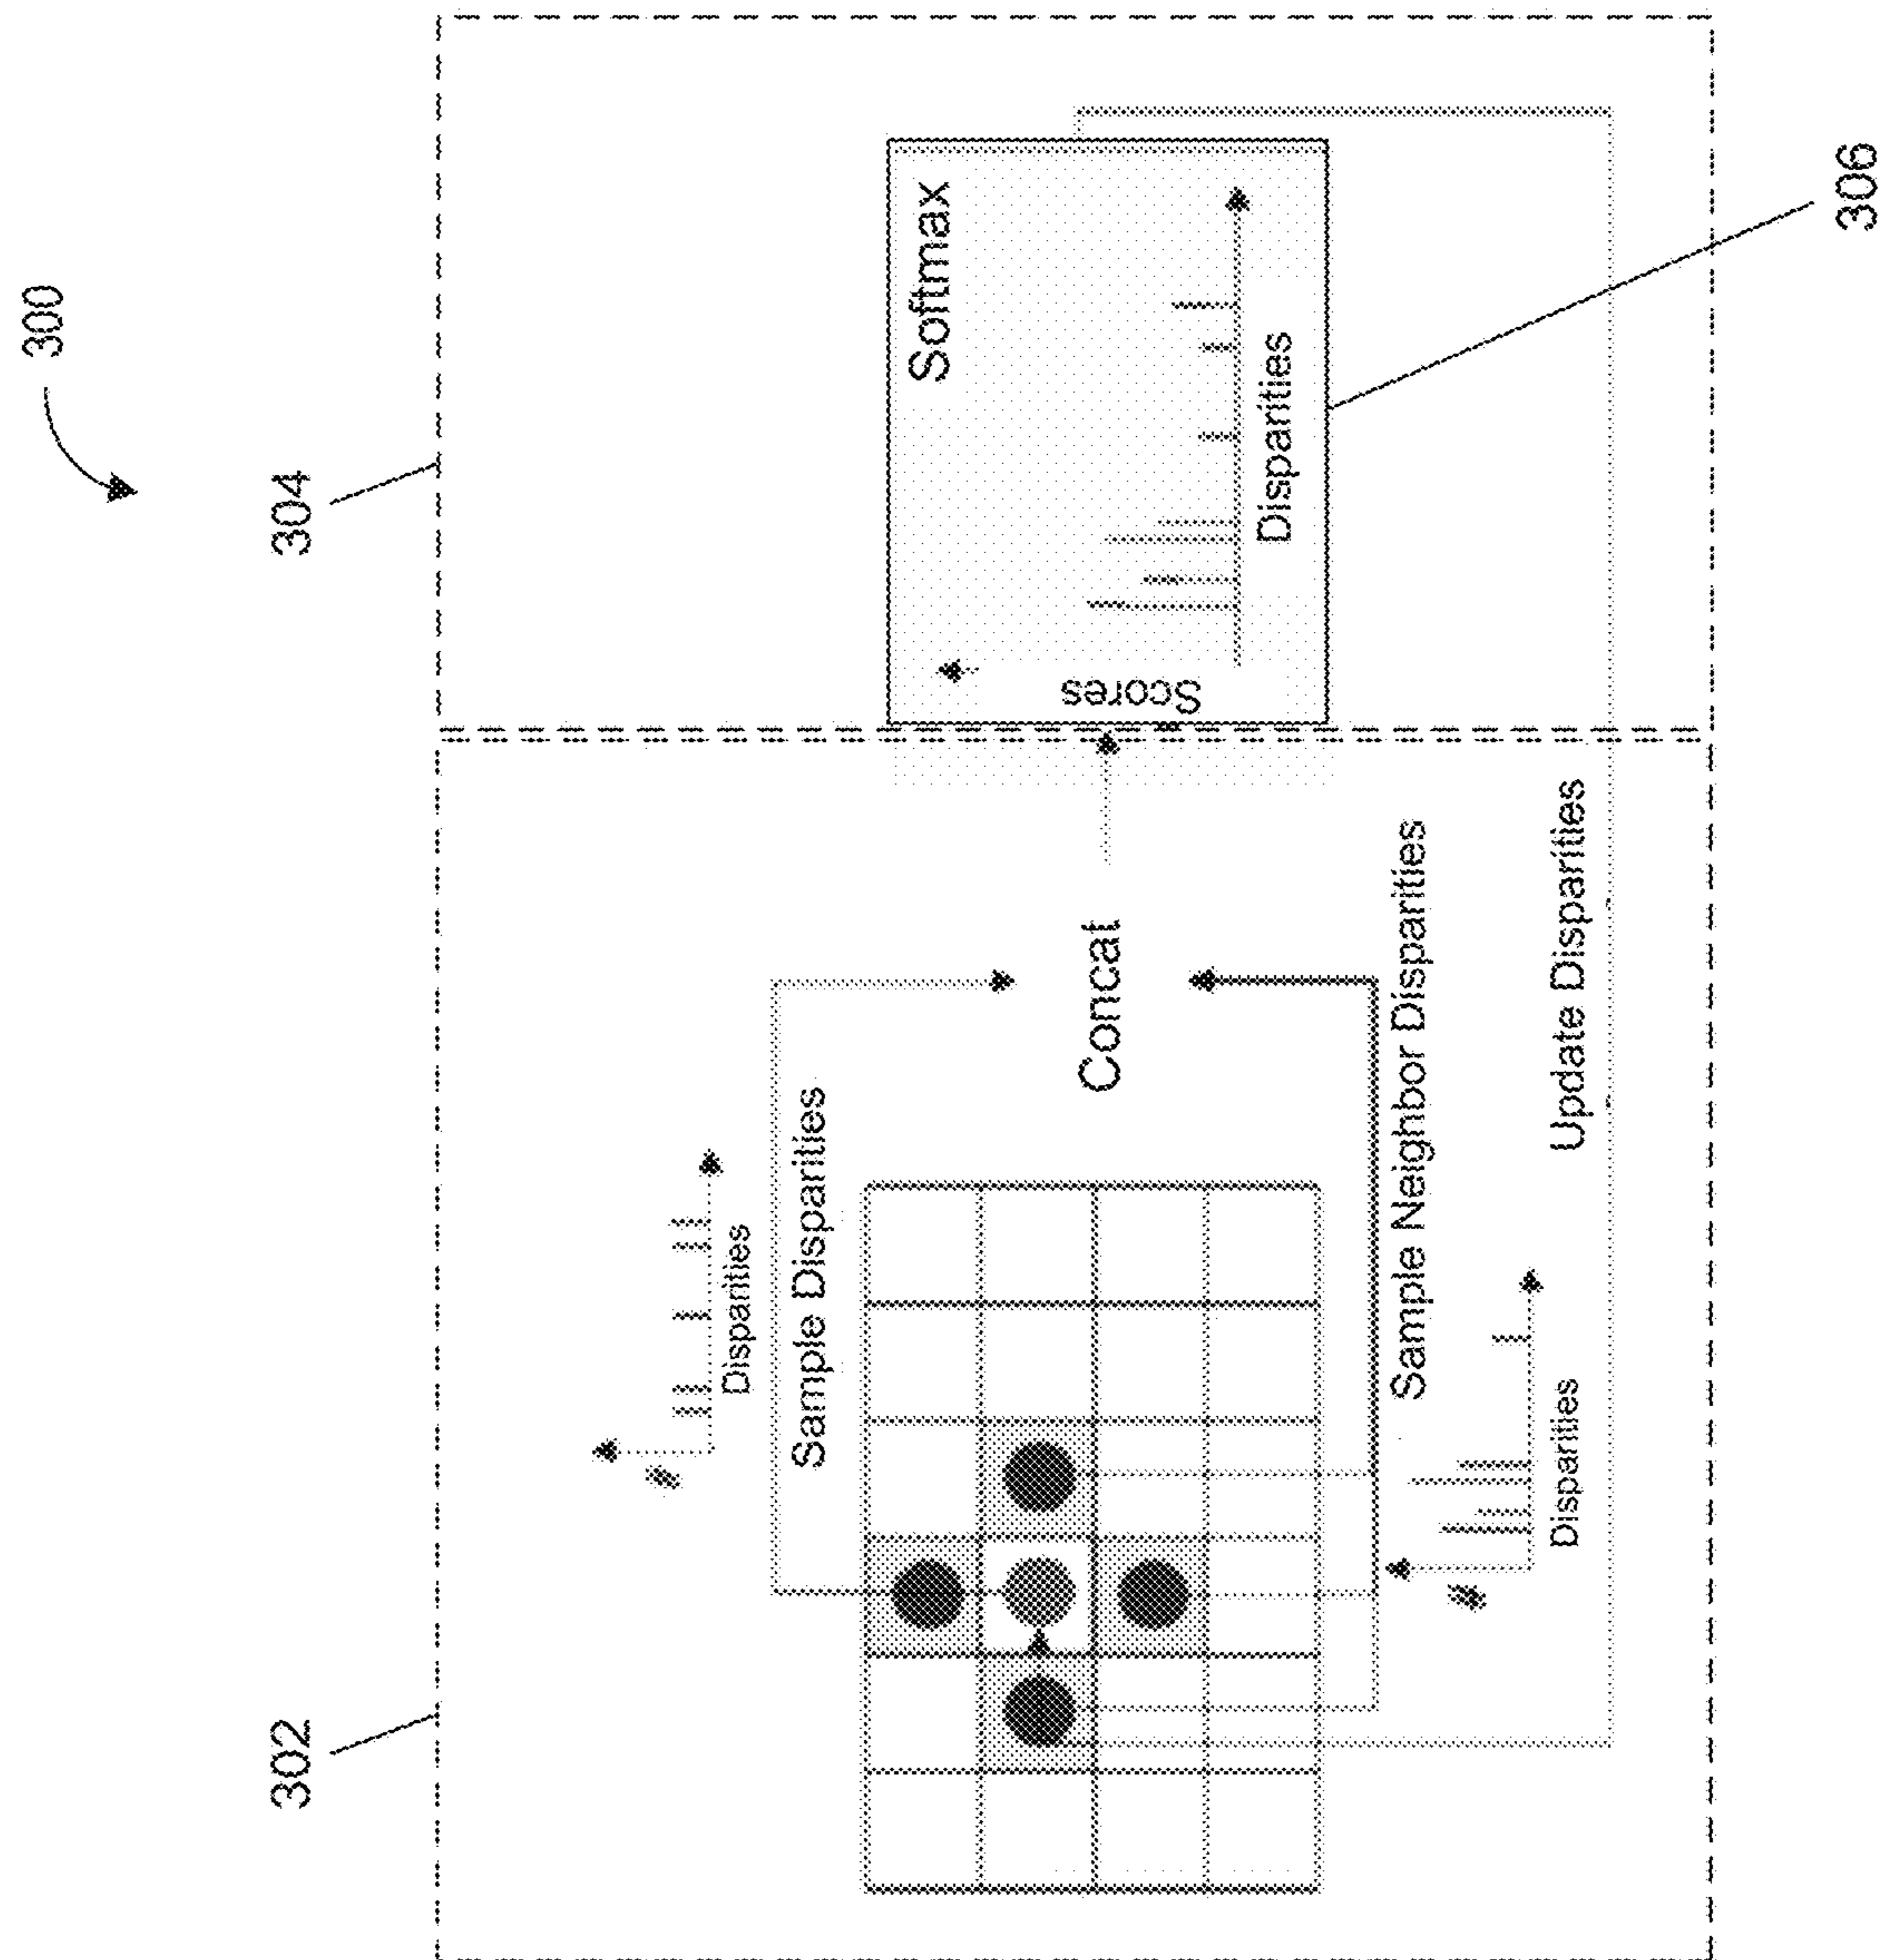 300
302
304
#
Disparities
Sample Disparities
Concat
Softmax
Scores
Disparities
Sample Neighbor Disparities
#
Disparities
Update Disparities
306